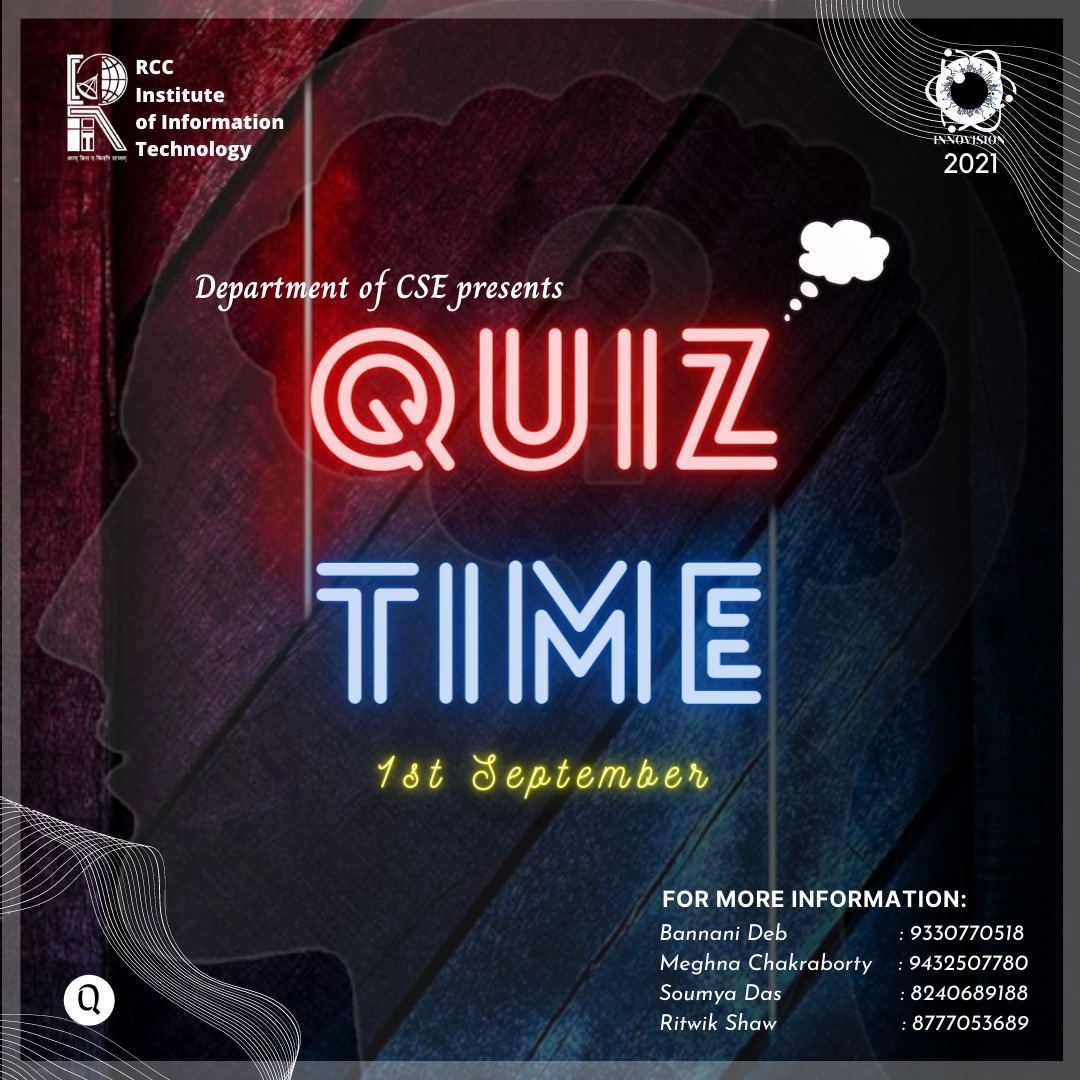 RCC
Institute
of Information
Technology
INNOVISION
2021
Department of CSE presents
QUIZ
TIME
1st September
FOR MORE INFORMATION:
Bannani Deb : 9330770518
Meghna Chakraborty : 9432507780
Soumya Das : 8240689188
Ritwik Shaw : 8777053689
Q